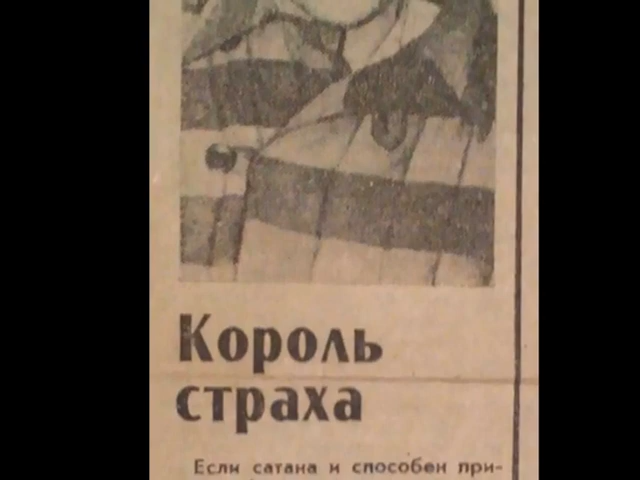 Король
страха
Если сатана и способен при-